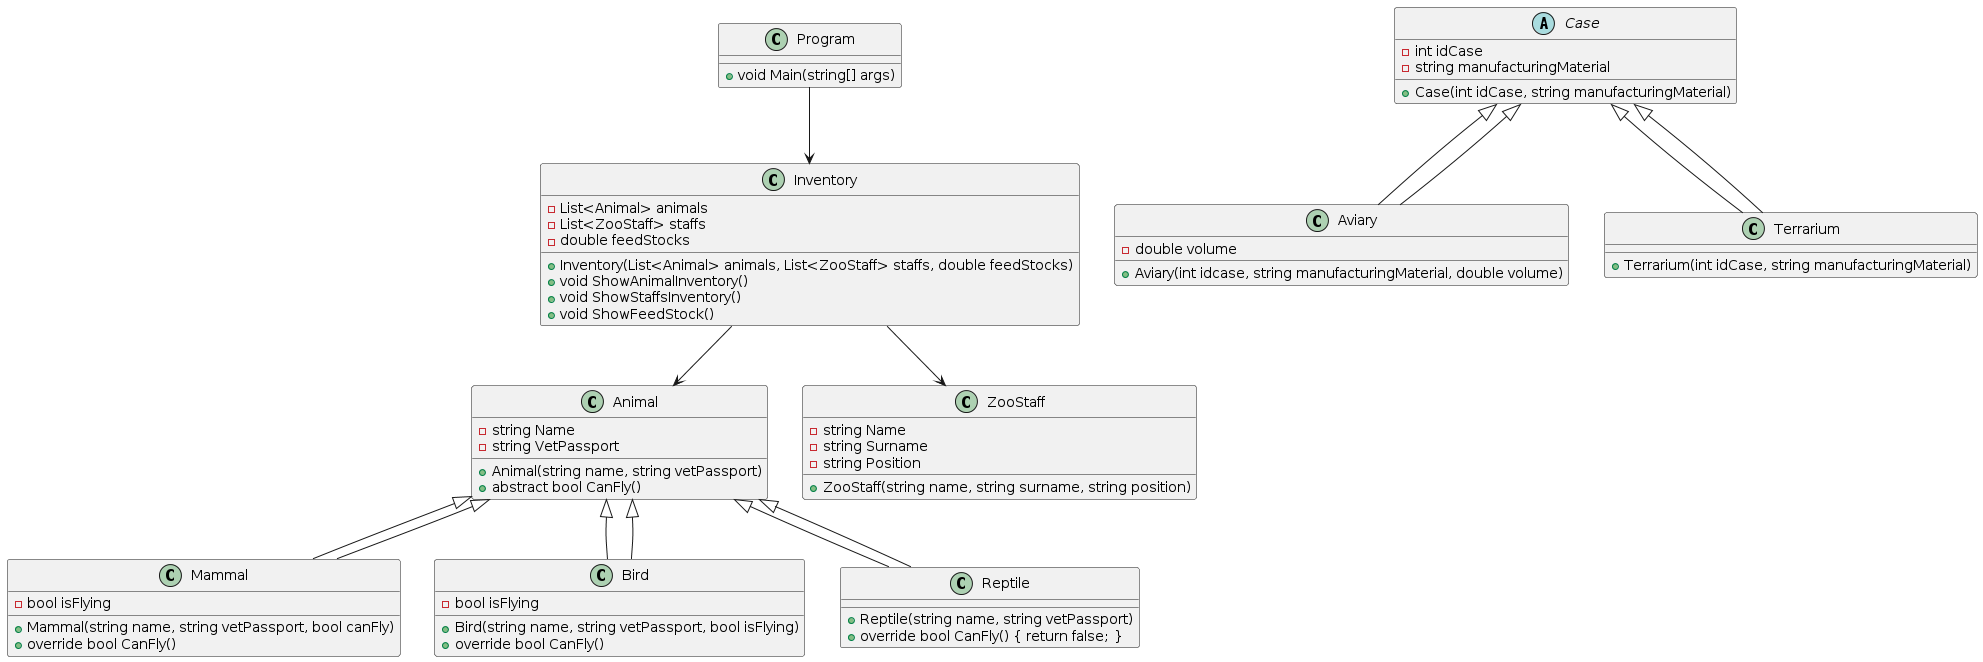 C Program
+void Main(string[] args)
A Case
int idCase
string manufacturingMaterial
Case(int idCase, string manufacturingMaterial)
C Inventory
List<Animal> animals
List<ZooStaff> staffs
double feedStocks
Inventory(List<Animal> animals, List<ZooStaff> staffs, double feedStocks)
void ShowAnimalInventory()
void ShowStaffsInventory()
void ShowFeedStock()
C Aviary
double volume
Aviary(int idcase, string manufacturingMaterial, double volume)
C Terrarium
Terrarium(int idCase, string manufacturingMaterial)
C Animal
string Name
string VetPassport
Animal(string name, string vetPassport)
abstract bool CanFly()
C ZooStaff
string Name
string Surname
string Position
ZooStaff(string name, string surname, string position)
C Mammal
bool isFlying
Mammal(string name, string vetPassport, bool canFly)
override bool CanFly()
C Bird
bool isFlying
Bird(string name, string vetPassport, bool isFlying)
override bool CanFly()
C Reptile
Reptile(string name, string vetPassport)
override bool CanFly() { return false; }